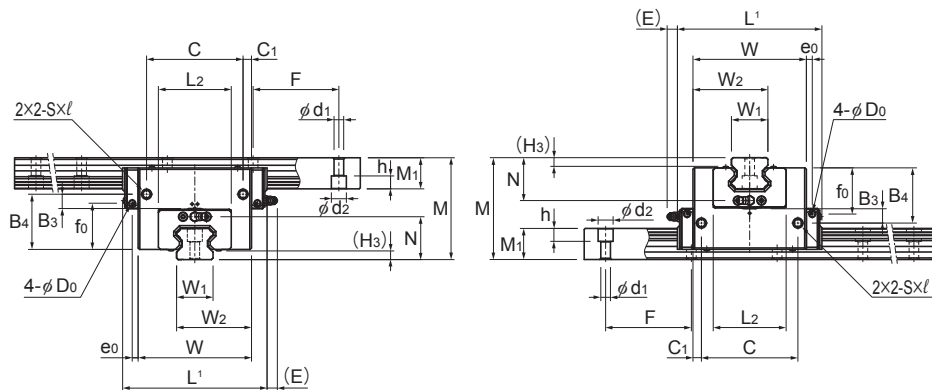 C
C1
L2
F
φd1
2×2-S×ℓ
h
M1
M
φd2
B4
B3
f0
N
(H3)
4-φD0
W1
W2
e0
W
L1
(E)
(E)
L1
W
e0
W2
W1
4-φD0
(H3)
N
f0
B3
B4
M
h
φd2
M1
φd1
2×2-S×ℓ
F
L2
C1
C